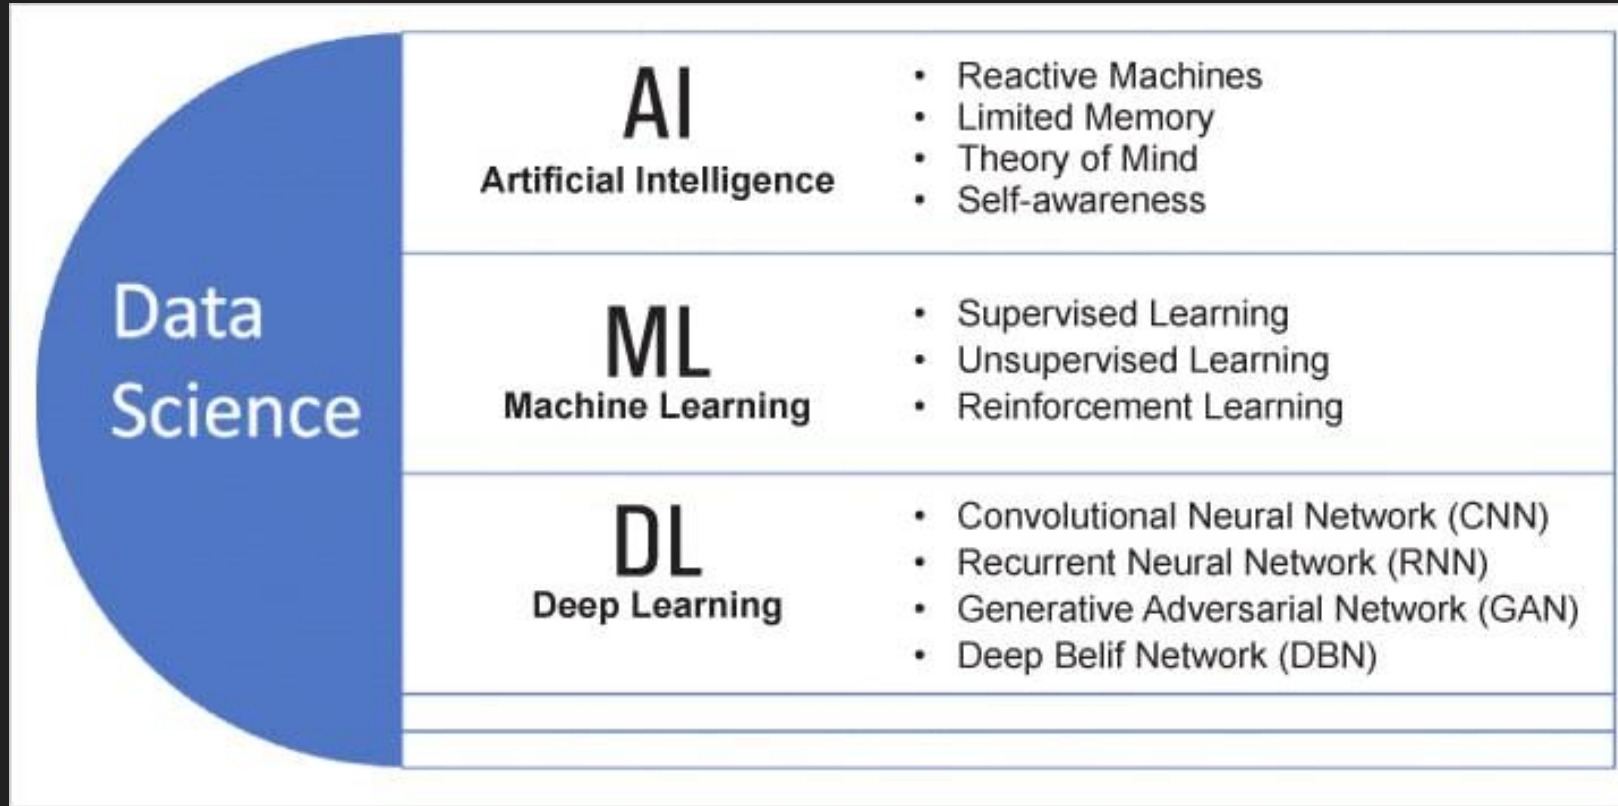 Data
Science
AI
Artificial Intelligence
• Reactive Machines
• Limited Memory
• Theory of Mind
• Self-awareness
ML
Machine Learning
• Supervised Learning
• Unsupervised Learning
• Reinforcement Learning
DL
Deep Learning
• Convolutional Neural Network (CNN)
• Recurrent Neural Network (RNN)
• Generative Adversarial Network (GAN)
• Deep Belif Network (DBN)